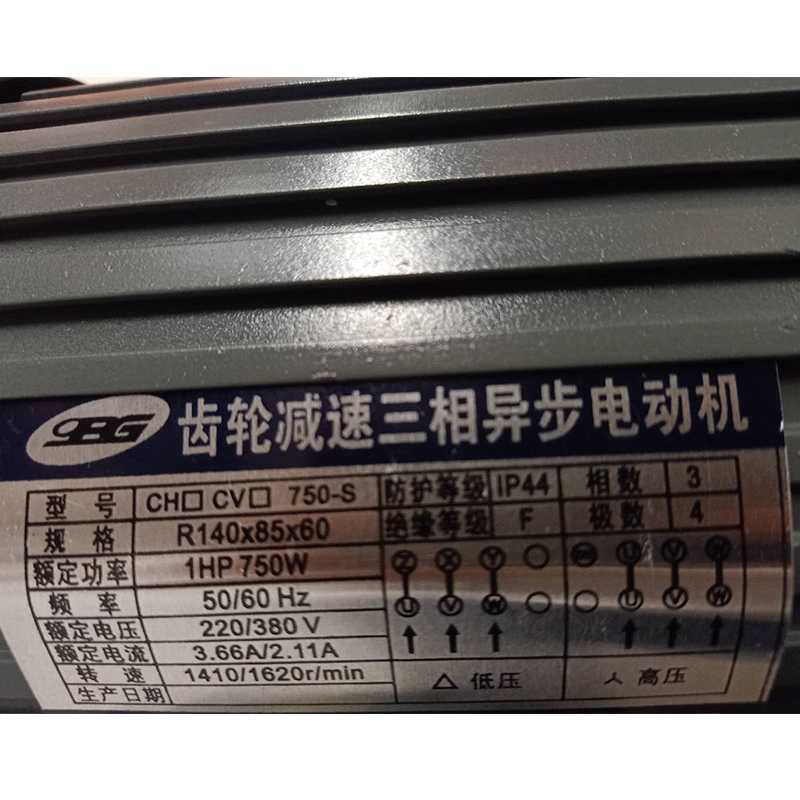 齿轮减速三相异步电动机
型 号 CH□ CV□ 750-S 防护等级 IP44 相数 3
规 格 R140x85x60 绝缘等级 F 极数 4
额定功率 1HP 750W
频 率 50/60 Hz
额定电压 220/380 V
额定电流 3.66A/2.11A
转 速 1410/1620r/min
生产日期
Z X Y U V W
U V W U V W
△ 低压 人 高压